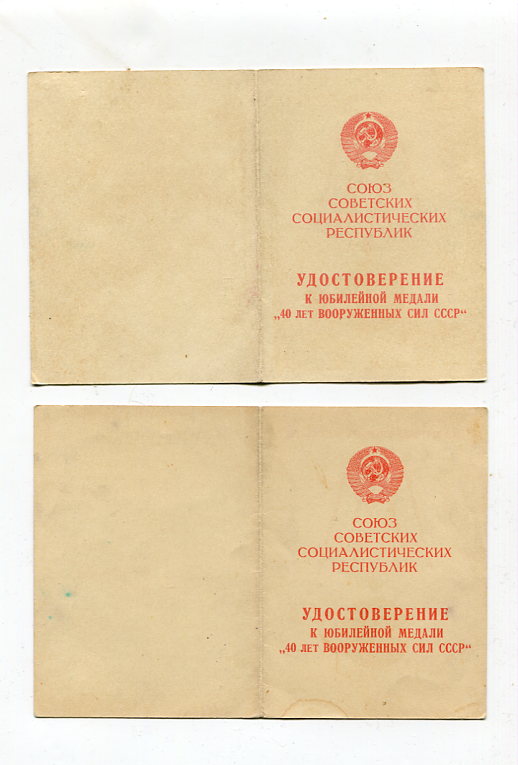 СОЮЗ
СОВЕТСКИХ
СОЦИАЛИСТИЧЕСКИХ
РЕСПУБЛИК
УДОСТОВЕРЕНИЕ
К ЮБИЛЕЙНОЙ МЕДАЛИ
„40 ЛЕТ ВООРУЖЕННЫХ СИЛ СССР“
СОЮЗ
СОВЕТСКИХ
СОЦИАЛИСТИЧЕСКИХ
РЕСПУБЛИК
УДОСТОВЕРЕНИЕ
К ЮБИЛЕЙНОЙ МЕДАЛИ
„40 ЛЕТ ВООРУЖЕННЫХ СИЛ СССР“